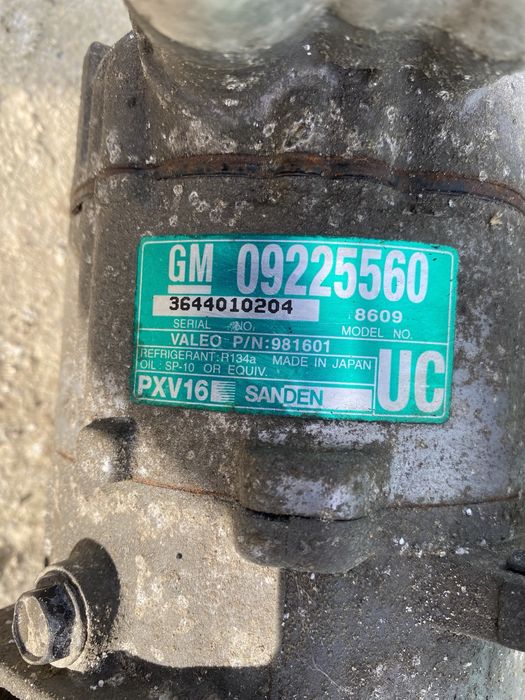 GM 09225560
3644010204 8609
SERIAL NO. MODEL NO.
VALEO P/N:981601
REFRIGERANT:R134a MADE IN JAPAN
OIL:SP-10 OR EQUIV.
UC
PXV16 SANDEN